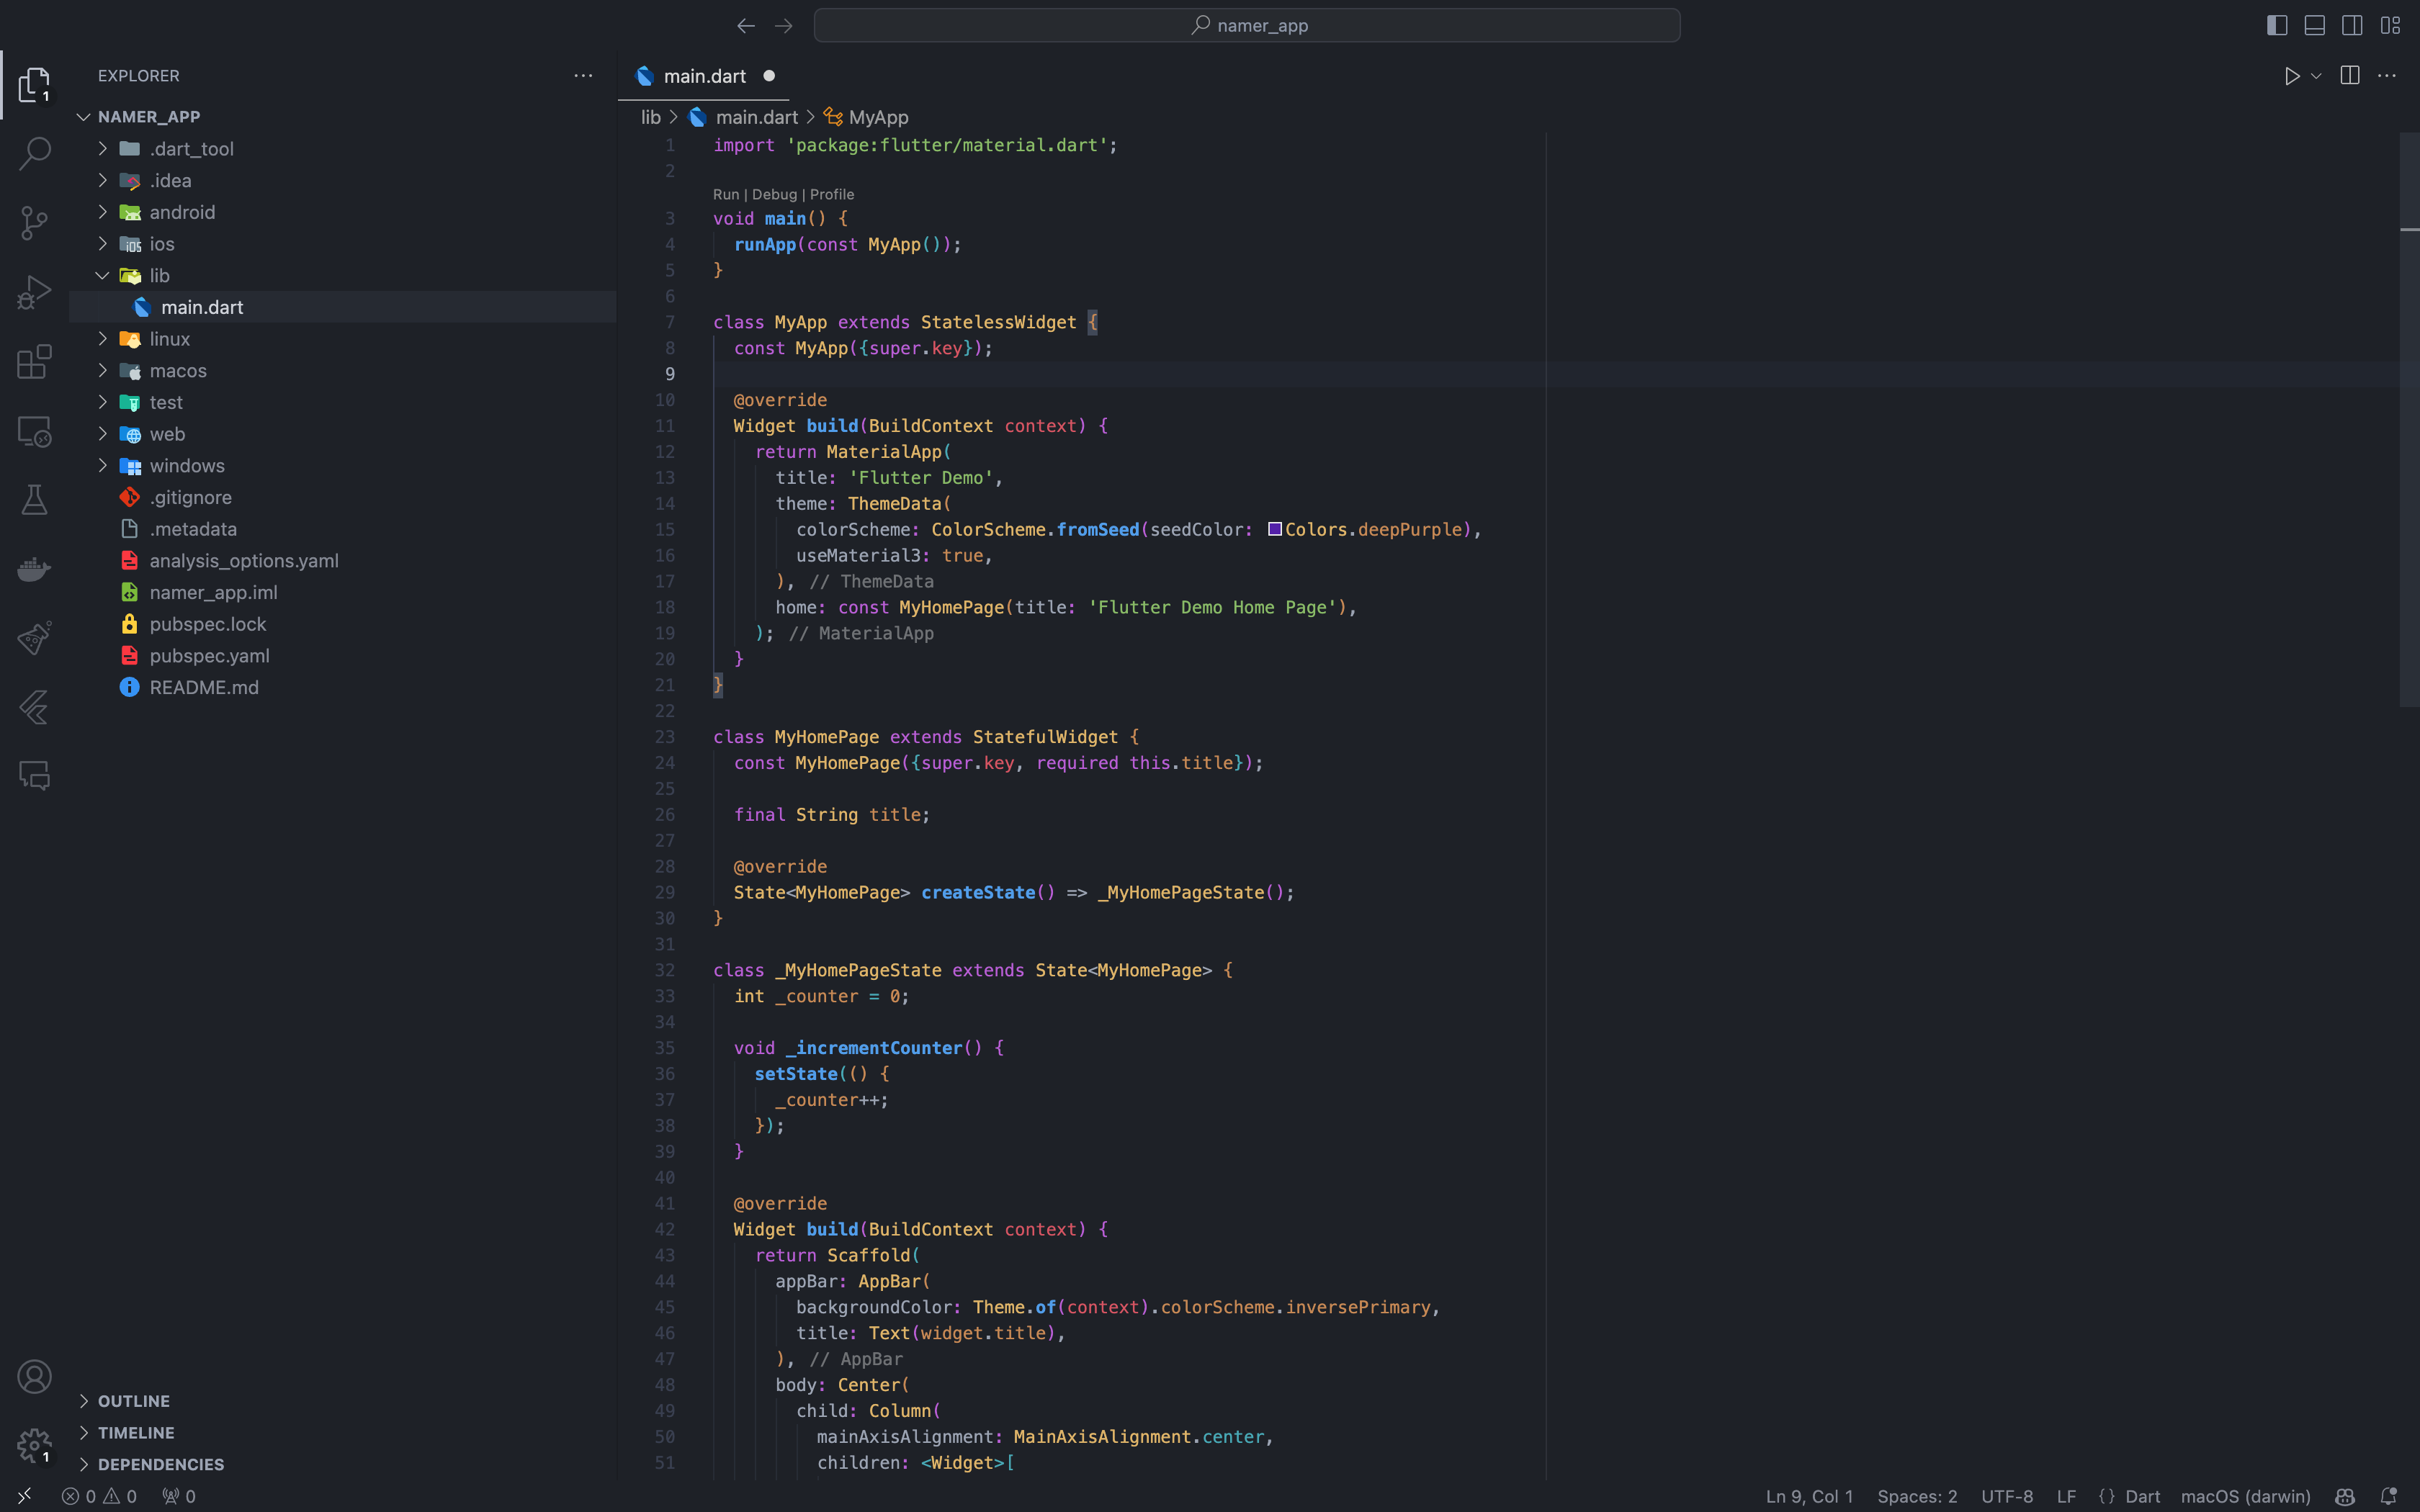 namer_app
EXPLORER
NAMER_APP
.dart_tool
.idea
android
ios
lib
main.dart
linux
macos
test
web
windows
.gitignore
.metadata
analysis_options.yaml
namer_app.iml
pubspec.lock
pubspec.yaml
README.md
OUTLINE
TIMELINE
DEPENDENCIES
1
1
main.dart
lib > main.dart > MyApp
1 import 'package:flutter/material.dart';
2
Run | Debug | Profile
3 void main() {
4   runApp(const MyApp());
5 }
6
7 class MyApp extends StatelessWidget {
8   const MyApp({super.key});
9
10   @override
11   Widget build(BuildContext context) {
12     return MaterialApp(
13       title: 'Flutter Demo',
14       theme: ThemeData(
15         colorScheme: ColorScheme.fromSeed(seedColor: Colors.deepPurple),
16         useMaterial3: true,
17       ), // ThemeData
18       home: const MyHomePage(title: 'Flutter Demo Home Page'),
19     ); // MaterialApp
20   }
21 }
22
23 class MyHomePage extends StatefulWidget {
24   const MyHomePage({super.key, required this.title});
25
26   final String title;
27
28   @override
29   State<MyHomePage> createState() => _MyHomePageState();
30 }
31
32 class _MyHomePageState extends State<MyHomePage> {
33   int _counter = 0;
34
35   void _incrementCounter() {
36     setState(() {
37       _counter++;
38     });
39   }
40
41   @override
42   Widget build(BuildContext context) {
43     return Scaffold(
44       appBar: AppBar(
45         backgroundColor: Theme.of(context).colorScheme.inversePrimary,
46         title: Text(widget.title),
47       ), // AppBar
48       body: Center(
49         child: Column(
50           mainAxisAlignment: MainAxisAlignment.center,
51           children: <Widget>[
0 0 0 Ln 9, Col 1 Spaces: 2 UTF-8 LF {} Dart macOS (darwin)